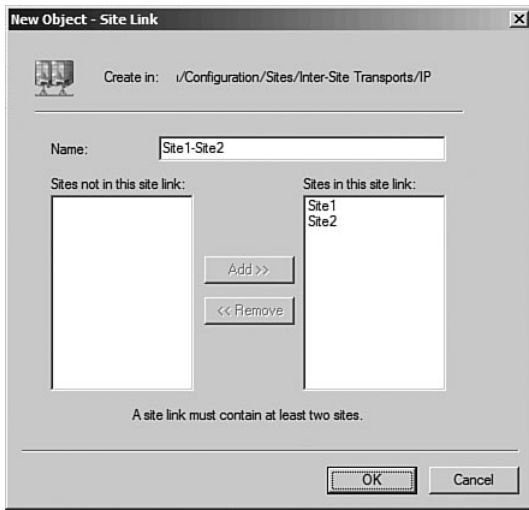 New Object - Site Link
Create in: ı/Configuration/Sites/Inter-Site Transports/IP
Name: Site1-Site2
Sites not in this site link:
Sites in this site link:
Site1
Site2
Add >>
<< Remove
A site link must contain at least two sites.
OK Cancel